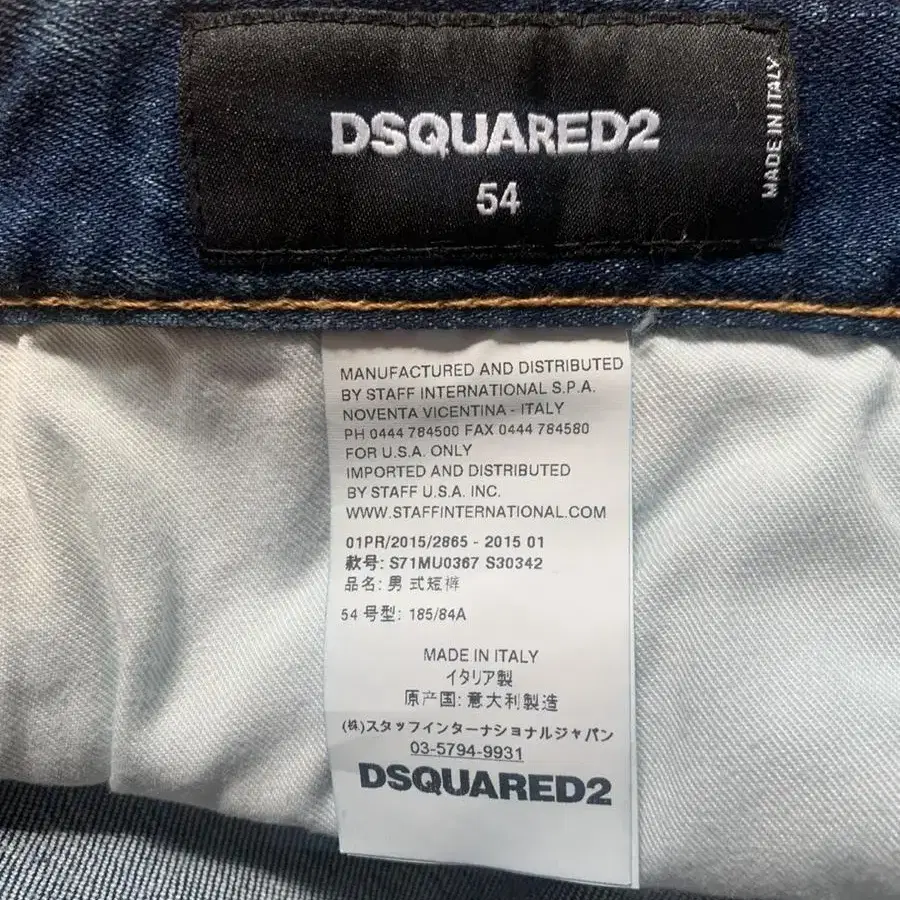 DSQUARED2
54
MADE IN ITALY
MANUFACTURED AND DISTRIBUTED
BY STAFF INTERNATIONAL S.P.A.
NOVENTA VICENTINA - ITALY
PH 0444 784500 FAX 0444 784580
FOR U.S.A. ONLY
IMPORTED AND DISTRIBUTED
BY STAFF U.S.A. INC.
WWW.STAFFINTERNATIONAL.COM
01PR/2015/2865 - 2015 01
款号: S71MU0367 S30342
品名: 男 式短裤
54 号型: 185/84A
MADE IN ITALY
イタリア製
原产国: 意大利製造
(株)スタッフインターナショナルジャパン
03-5794-9931
DSQUARED2